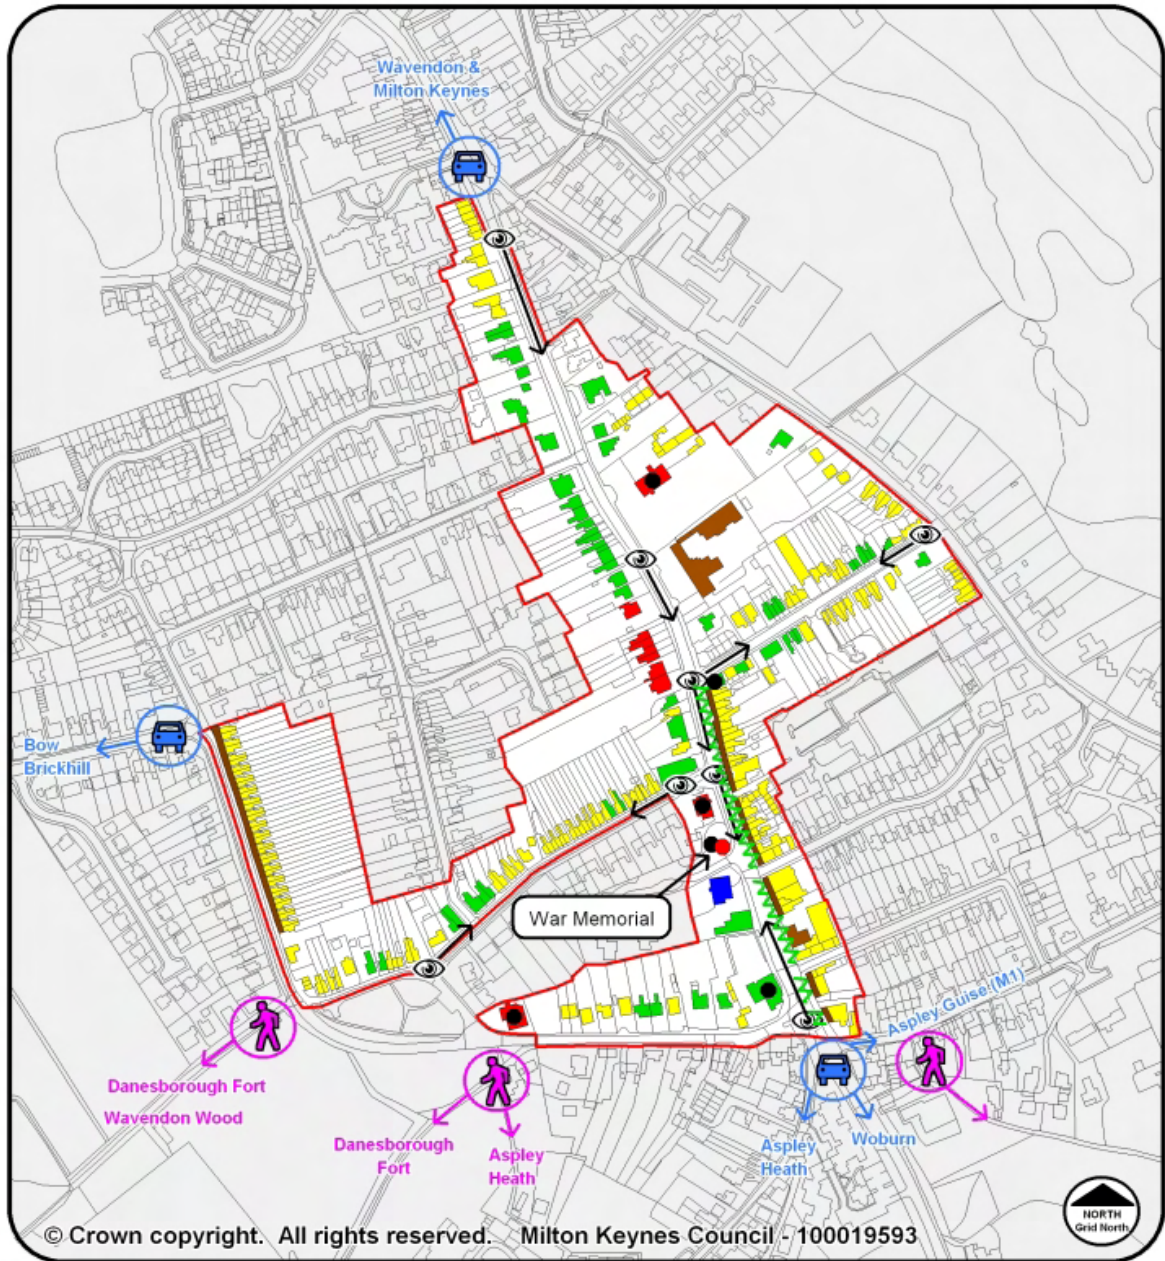 Wavendon &
Milton Keynes
Bow
Brickhill
War Memorial
Aspley Guise (M1)
Danesborough Fort
Wavendon Wood
Danesborough
Fort
Aspley
Heath
Aspley
Heath
Woburn
NORTH
Grid North
© Crown copyright. All rights reserved. Milton Keynes Council - 100019593